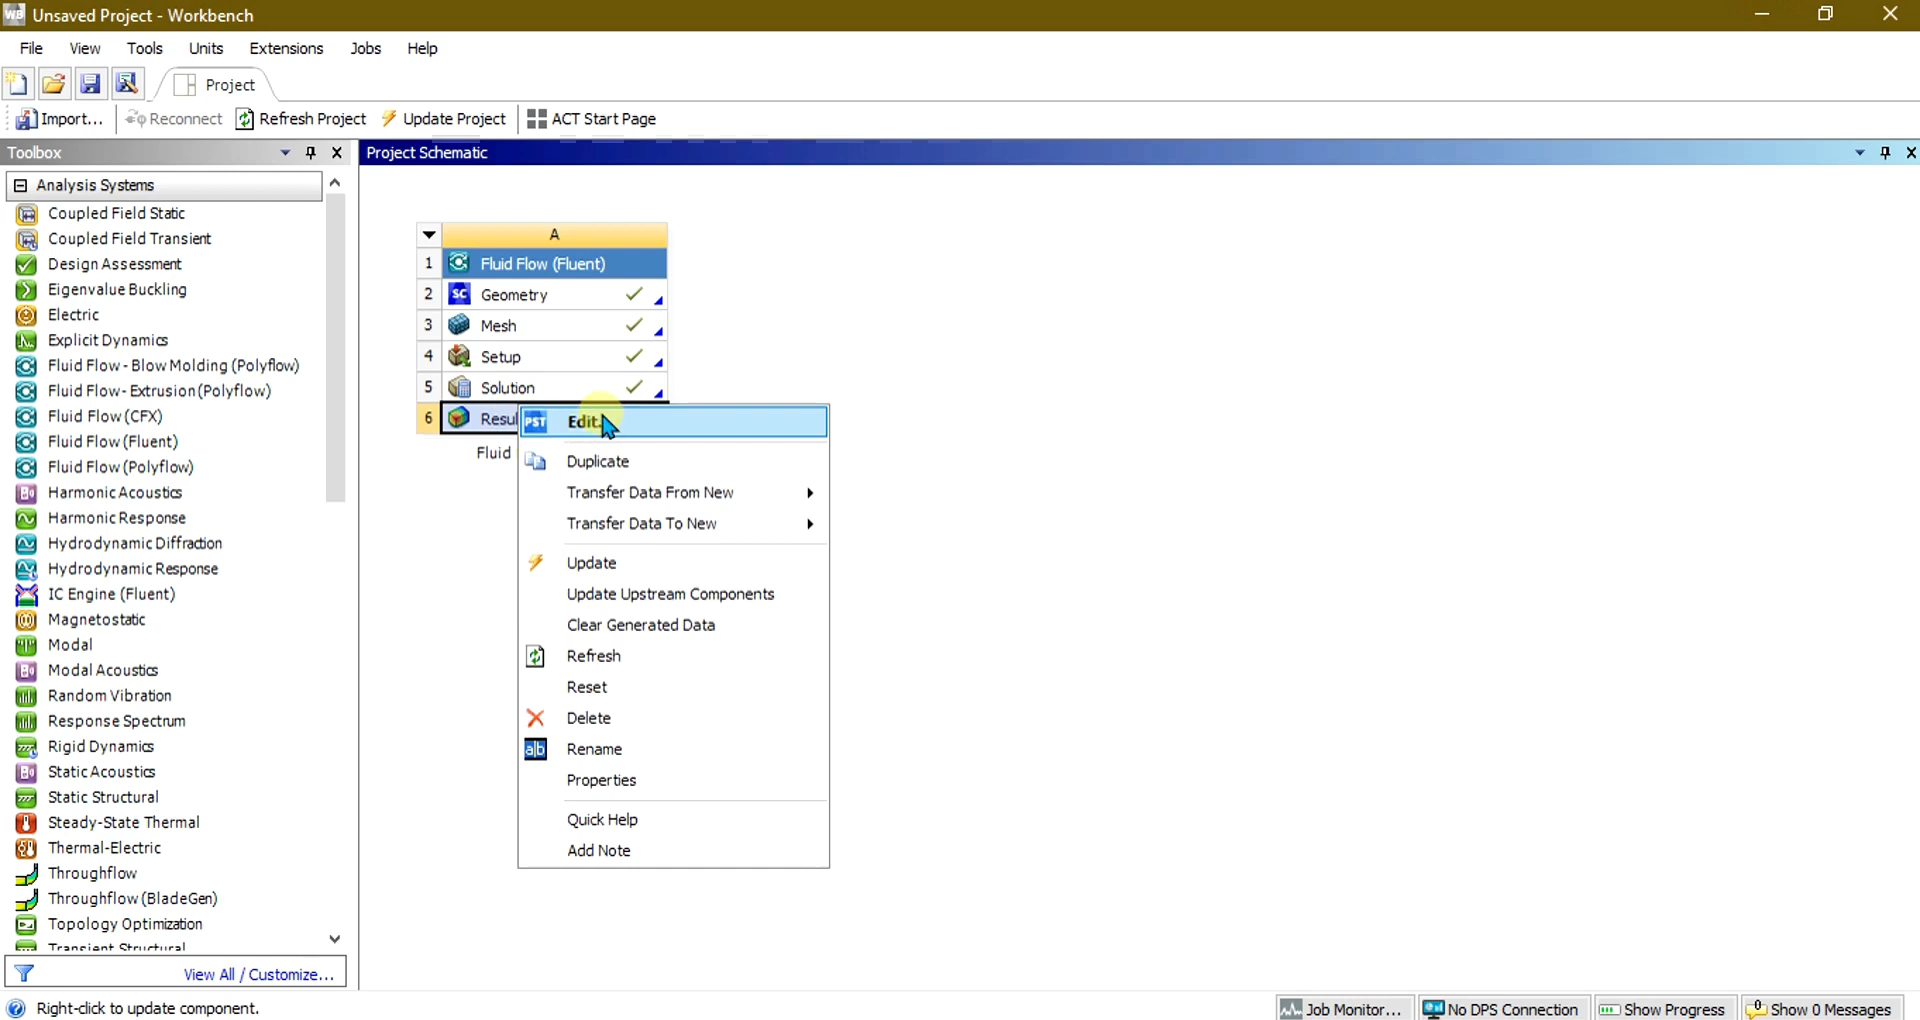 WB Unsaved Project - Workbench
File View Tools Units Extensions Jobs Help
Project
Import... Reconnect Refresh Project Update Project ACT Start Page
Toolbox
Project Schematic
Analysis Systems
Coupled Field Static
Coupled Field Transient
Design Assessment
Eigenvalue Buckling
Electric
Explicit Dynamics
Fluid Flow - Blow Molding (Polyflow)
Fluid Flow - Extrusion (Polyflow)
Fluid Flow (CFX)
Fluid Flow (Fluent)
Fluid Flow (Polyflow)
Harmonic Acoustics
Harmonic Response
Hydrodynamic Diffraction
Hydrodynamic Response
IC Engine (Fluent)
Magnetostatic
Modal
Modal Acoustics
Random Vibration
Response Spectrum
Rigid Dynamics
Static Acoustics
Static Structural
Steady-State Thermal
Thermal-Electric
Throughflow
Throughflow (BladeGen)
Topology Optimization
Transient Structural
View All / Customize...
A
1 Fluid Flow (Fluent)
2 SC Geometry
3 Mesh
4 Setup
5 Solution
6 Resul
Fluid
PST Edit..
Duplicate
Transfer Data From New
Transfer Data To New
Update
Update Upstream Components
Clear Generated Data
Refresh
Reset
Delete
a|b Rename
Properties
Quick Help
Add Note
Right-click to update component.
Job Monitor... No DPS Connection Show Progress Show 0 Messages